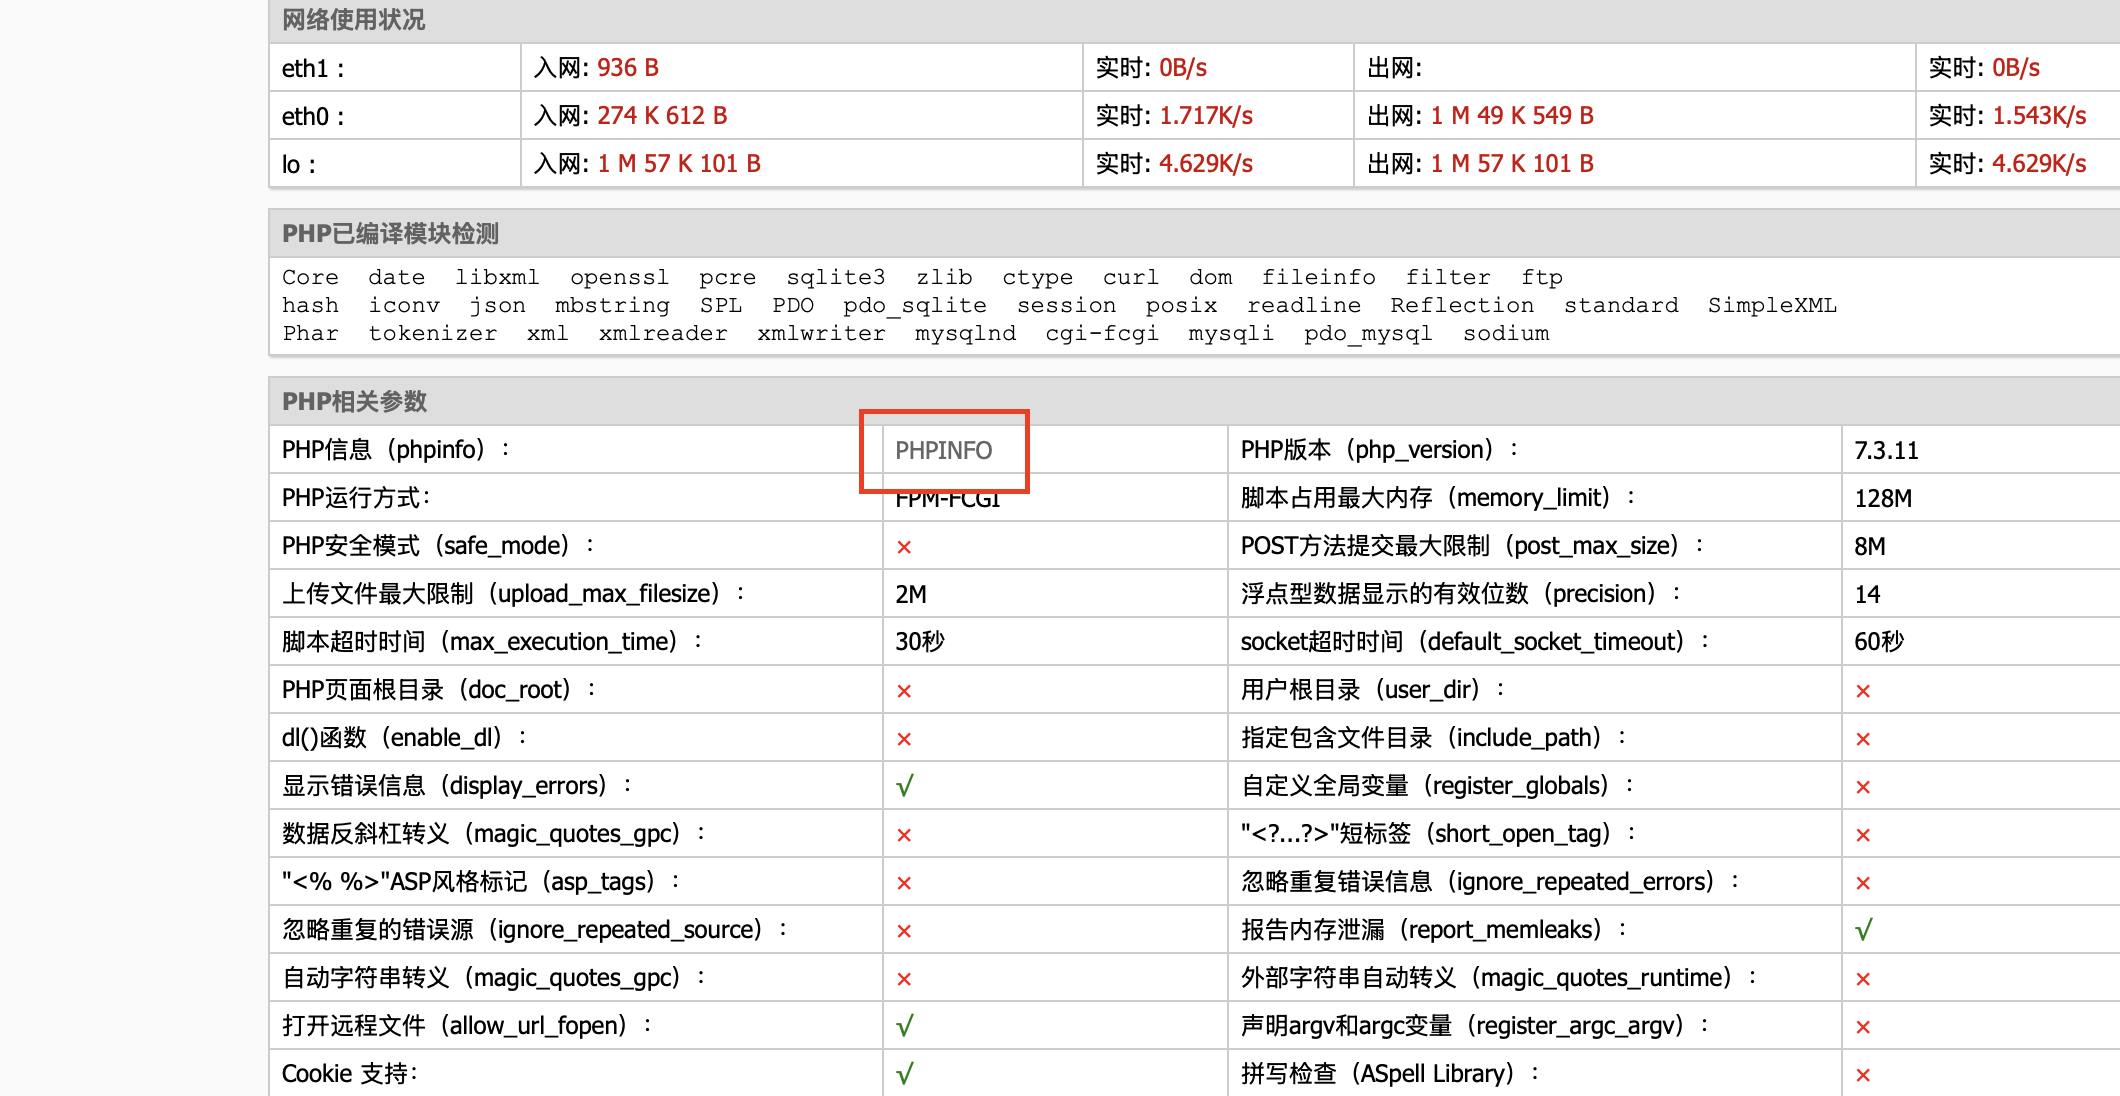 网络使用状况
eth1 : 入网: 936 B 实时: 0B/s 出网: 实时: 0B/s
eth0 : 入网: 274 K 612 B 实时: 1.717K/s 出网: 1 M 49 K 549 B 实时: 1.543K/s
lo : 入网: 1 M 57 K 101 B 实时: 4.629K/s 出网: 1 M 57 K 101 B 实时: 4.629K/s
PHP已编译模块检测
Core date libxml openssl pcre sqlite3 zlib ctype curl dom fileinfo filter ftp
hash iconv json mbstring SPL PDO pdo_sqlite session posix readline Reflection standard SimpleXML
Phar tokenizer xml xmlreader xmlwriter mysqlnd cgi-fcgi mysqli pdo_mysql sodium
PHP相关参数
PHP信息（phpinfo）： PHPINFO PHP版本（php_version）： 7.3.11
PHP运行方式： FPM-FCGI 脚本占用最大内存（memory_limit）： 128M
PHP安全模式（safe_mode）： × POST方法提交最大限制（post_max_size）： 8M
上传文件最大限制（upload_max_filesize）： 2M 浮点型数据显示的有效位数（precision）： 14
脚本超时时间（max_execution_time）： 30秒 socket超时时间（default_socket_timeout）： 60秒
PHP页面根目录（doc_root）： × 用户根目录（user_dir）： ×
dl()函数（enable_dl）： × 指定包含文件目录（include_path）： ×
显示错误信息（display_errors）： √ 自定义全局变量（register_globals）： ×
数据反斜杠转义（magic_quotes_gpc）： × "<?...?>"短标签（short_open_tag）： ×
"<% %>"ASP风格标记（asp_tags）： × 忽略重复错误信息（ignore_repeated_errors）： ×
忽略重复的错误源（ignore_repeated_source）： × 报告内存泄漏（report_memleaks）： √
自动字符串转义（magic_quotes_gpc）： × 外部字符串自动转义（magic_quotes_runtime）： ×
打开远程文件（allow_url_fopen）： √ 声明argv和argc变量（register_argc_argv）： ×
Cookie 支持： √ 拼写检查（ASpell Library）： ×